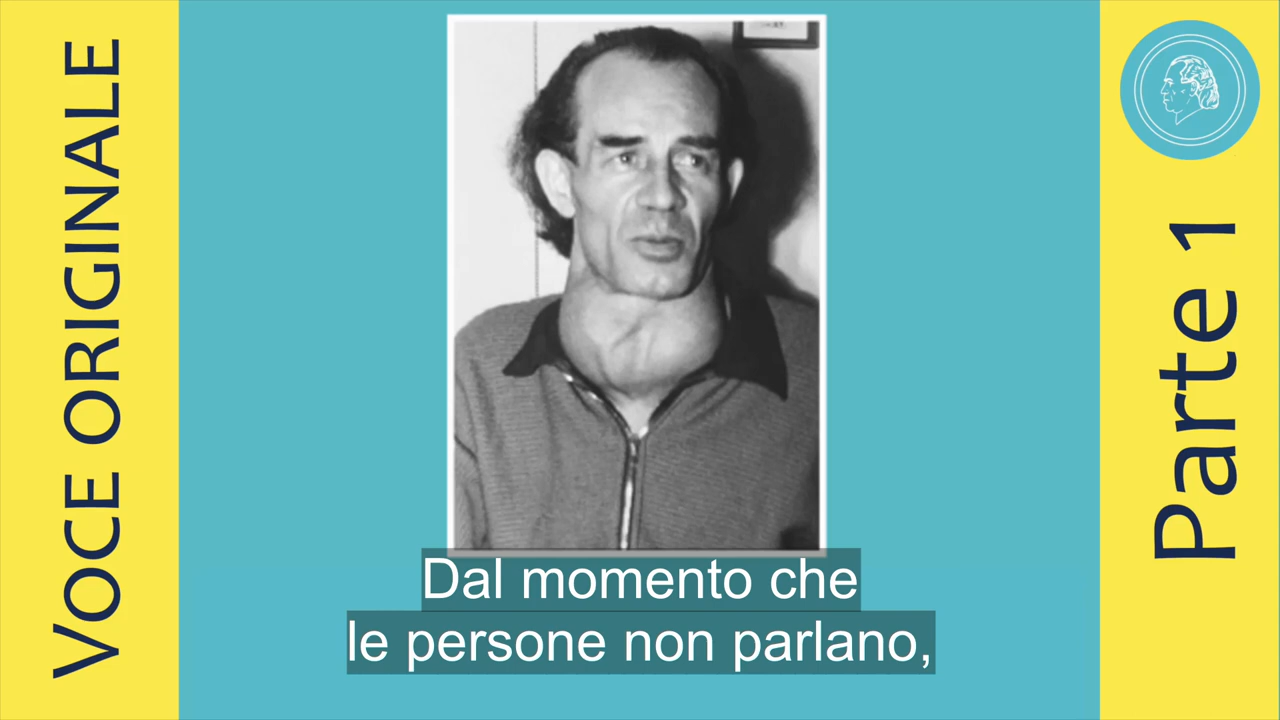 VOCE ORIGINALE
Parte 1
Dal momento che
le persone non parlano,